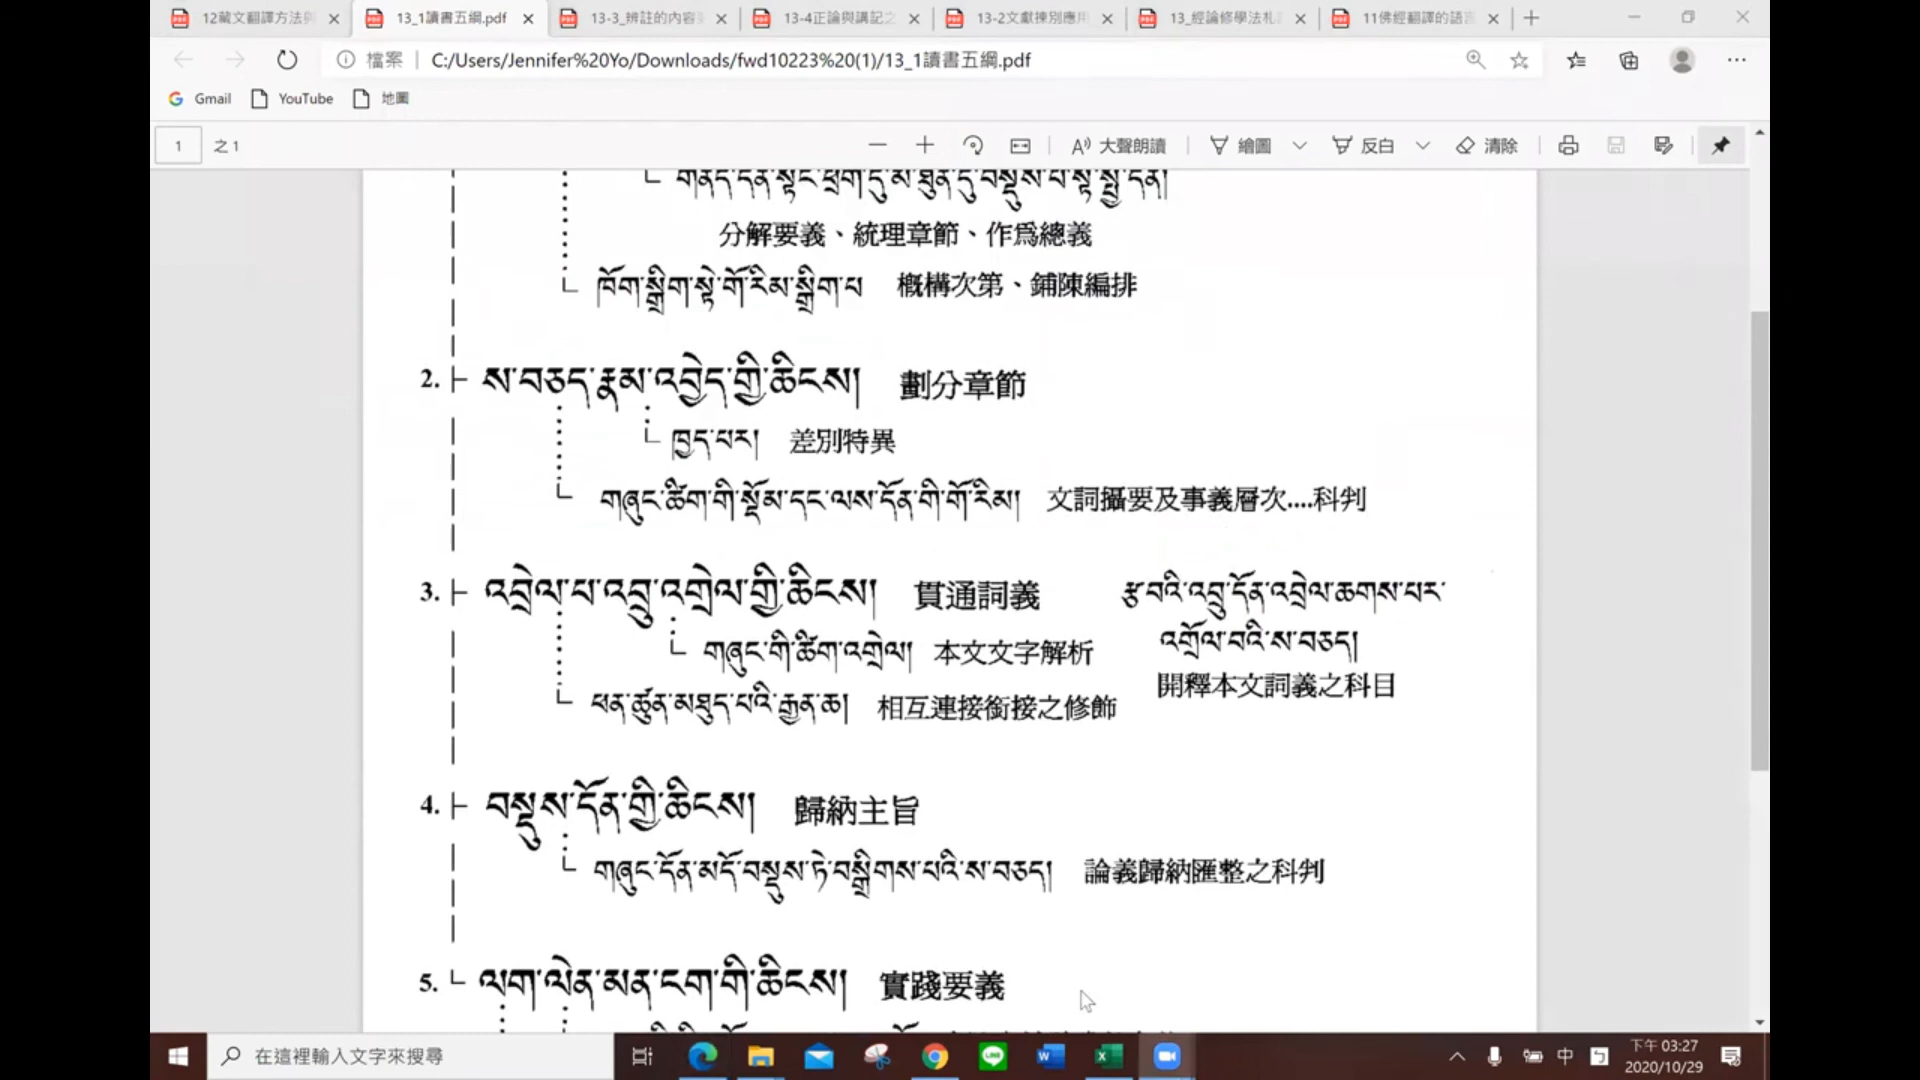 12藏文翻譯方法與
13_1讀書五綱.pdf
13-3_辨註的內容
13-4正論與講記之
13-2文獻揀別應用
13_經論修學法札
11佛經翻譯的語言
檔案 C:/Users/Jennifer%20Yo/Downloads/fwd10223%20(1)/13_1讀書五綱.pdf
Gmail YouTube 地圖
1 之 1 大聲朗讀 繪圖 反白 清除
分解要義、統理章節、作爲總義
ཁོག་སྒྲིག་སྟེ་གོ་རིམ་སྒྲིག་པ 概構次第、鋪陳編排
2. ས་བཅད་རྣམ་འབྱེད་ཀྱི་ཆིངས། 劃分章節
ཁྱད་པར། 差別特異
གཞུང་ཚིག་གི་སྡོམ་དང་ལས་དོན་གི་གོ་རིམ། 文詞攝要及事義層次....科判
3. འབྲེལ་པ་འབྲུ་འགྲེལ་གྱི་ཆིངས། 貫通詞義 རྩ་བའི་འབྲུ་དོན་འབྲེལ་ཆགས་པར་
འགྲོལ་བའི་ས་བཅད།
གཞུང་གི་ཚིག་འགྲེལ། 本文文字解析
開釋本文詞義之科目
ཕན་ཚུན་མཐུད་པའི་རྒྱན་ཆ། 相互連接銜接之修飾
4. བསྡུས་དོན་གྱི་ཆིངས། 歸納主旨
གཞུང་དོན་མདོ་བསྡུས་ཏེ་བསྒྲིགས་པའི་ས་བཅད། 論義歸納匯整之科判
5. ལག་ལེན་མན་ངག་གི་ཆིངས། 實踐要義
在這裡輸入文字來搜尋
中
下午 03:27
2020/10/29